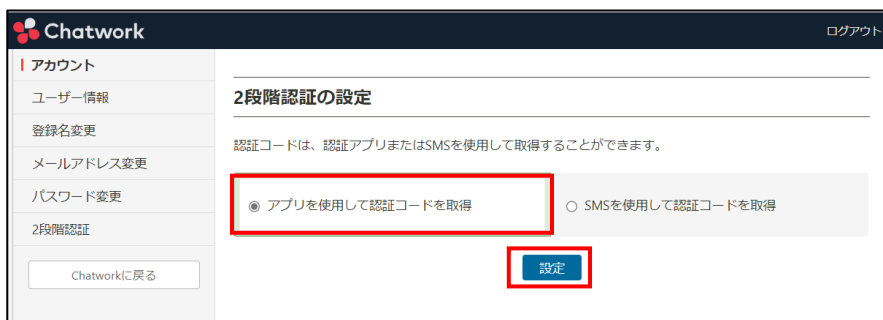 Chatwork
ログアウト
アカウント
ユーザー情報
登録名変更
メールアドレス変更
パスワード変更
2段階認証
Chatworkに戻る
2段階認証の設定
認証コードは、認証アプリまたはSMSを使用して取得することができます。
アプリを使用して認証コードを取得
SMSを使用して認証コードを取得
設定